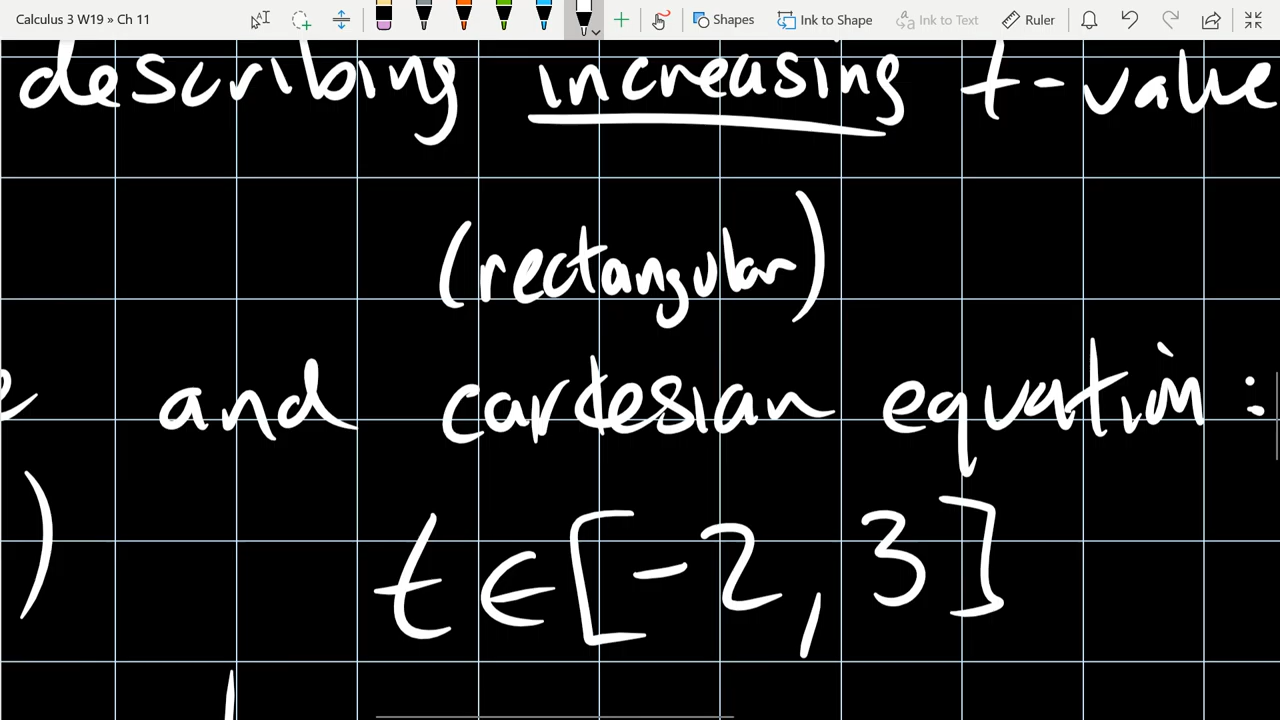 Calculus 3 W19 » Ch 11
Shapes
Ink to Shape
Ink to Text
Ruler
describing increasing t-value
(rectangular)
and cartesian equation:
) t∈[-2, 3]